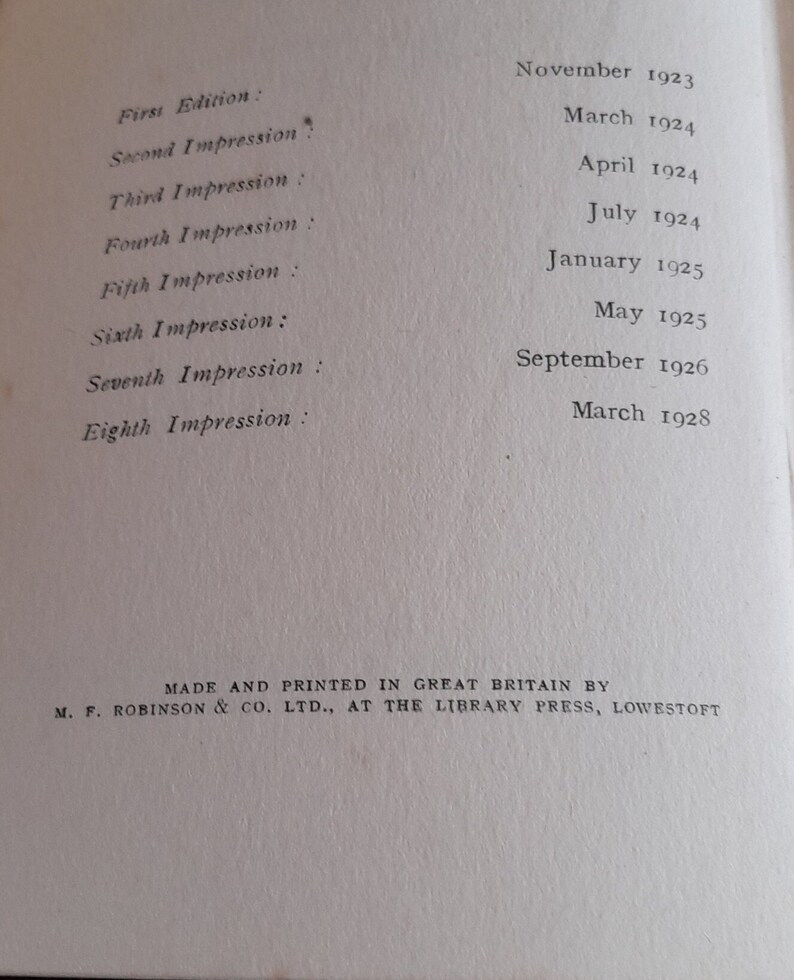 First Edition : November 1923
Second Impression : March 1924
Third Impression : April 1924
Fourth Impression : July 1924
Fifth Impression : January 1925
Sixth Impression : May 1925
Seventh Impression : September 1926
Eighth Impression : March 1928
MADE AND PRINTED IN GREAT BRITAIN BY
M. F. ROBINSON & CO. LTD., AT THE LIBRARY PRESS, LOWESTOFT